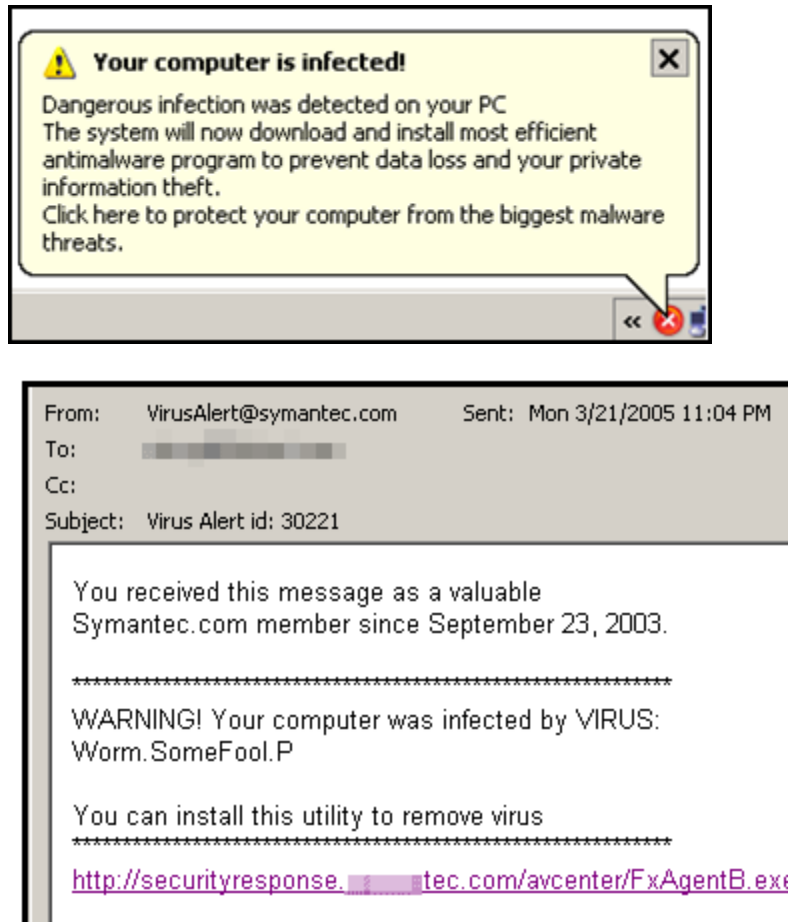 Your computer is infected!
Dangerous infection was detected on your PC
The system will now download and install most efficient
antimalware program to prevent data loss and your private
information theft.
Click here to protect your computer from the biggest malware
threats.
«
From: VirusAlert@symantec.com Sent: Mon 3/21/2005 11:04 PM
To:
Cc:
Subject: Virus Alert id: 30221
You received this message as a valuable
Symantec.com member since September 23, 2003.
****************************************************************
WARNING! Your computer was infected by VIRUS:
Worm.SomeFool.P
You can install this utility to remove virus
****************************************************************
http://securityresponse. tec.com/avcenter/FxAgentB.exe